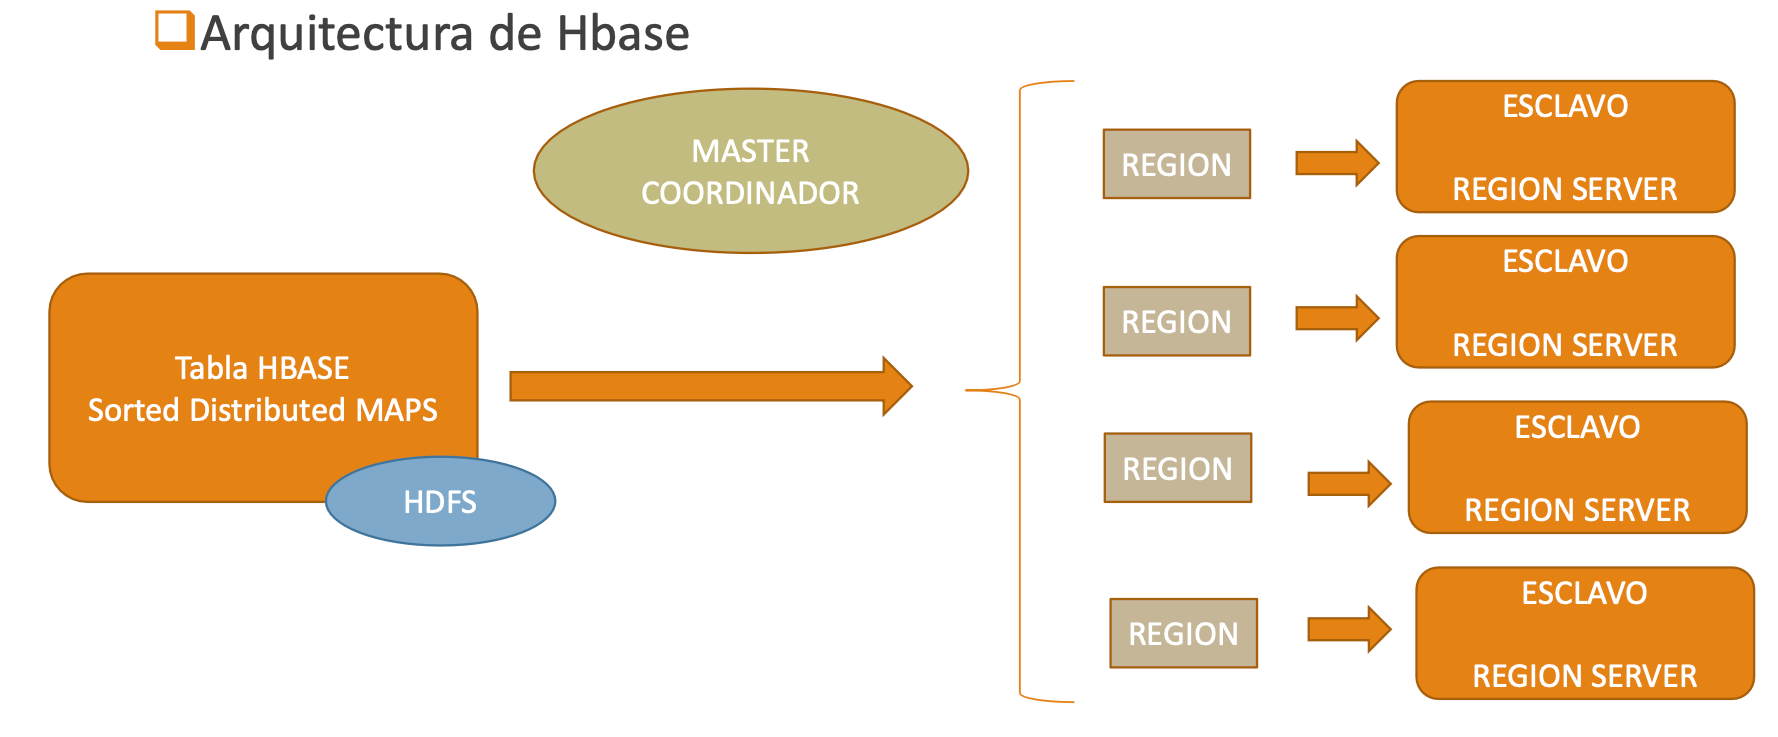 Arquitectura de Hbase
MASTER
COORDINADOR
Tabla HBASE
Sorted Distributed MAPS
HDFS
REGION
ESCLAVO
REGION SERVER
REGION
ESCLAVO
REGION SERVER
REGION
ESCLAVO
REGION SERVER
REGION
ESCLAVO
REGION SERVER